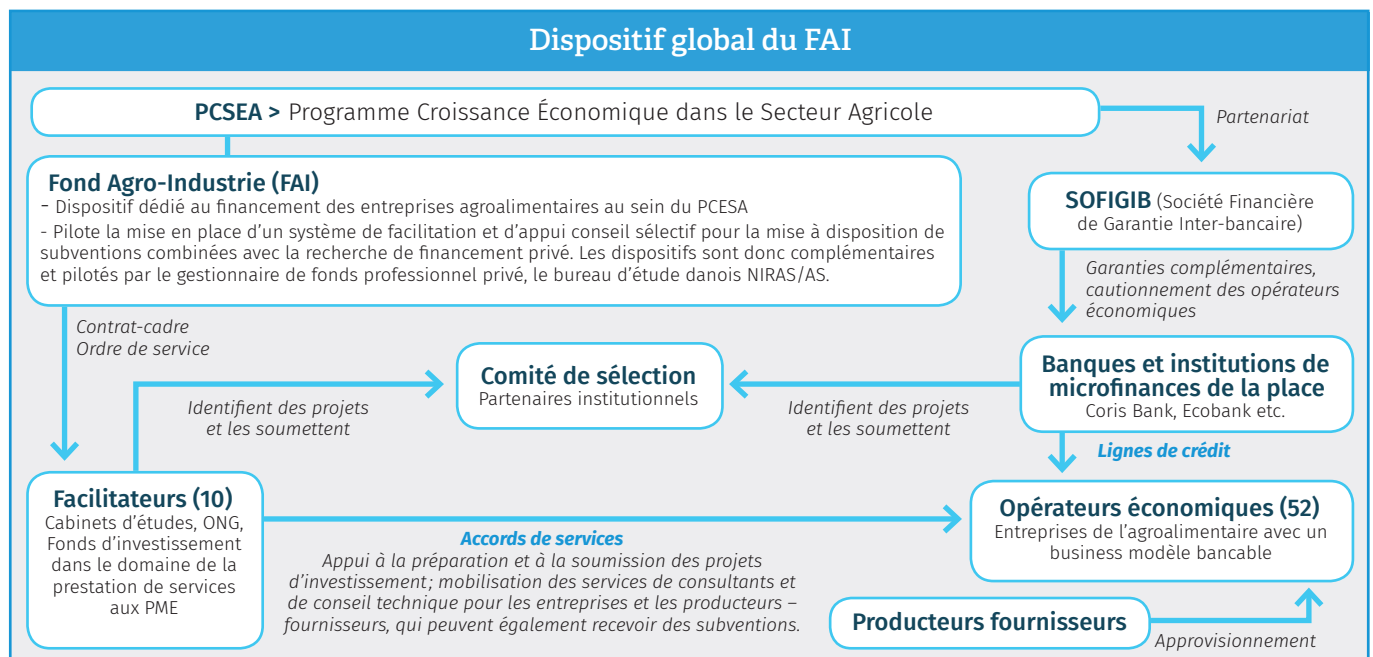 Dispositif global du FAI
PCSEA > Programme Croissance Économique dans le Secteur Agricole
Partenariat
Fond Agro-Industrie (FAI)
- Dispositif dédié au financement des entreprises agroalimentaires au sein du PCESA
- Pilote la mise en place d'un système de facilitation et d'appui conseil sélectif pour la mise à disposition de
subventions combinées avec la recherche de financement privé. Les dispositifs sont donc complémentaires
et pilotés par le gestionnaire de fonds professionnel privé, le bureau d'étude danois NIRAS/AS.
SOFIGIB (Société Financière
de Garantie Inter-bancaire)
Garanties complémentaires,
cautionnement des opérateurs
économiques
Contrat-cadre
Ordre de service
Comité de sélection
Partenaires institutionnels
Banques et institutions de
microfinances de la place
Coris Bank, Ecobank etc.
Identifient des projets
et les soumettent
Identifient des projets
et les soumettent
Lignes de crédit
Facilitateurs (10)
Cabinets d'études, ONG,
Fonds d'investissement
dans le domaine de la
prestation de services
aux PME
Accords de services
Appui à la préparation et à la soumission des projets
d'investissement; mobilisation des services de consultants et
de conseil technique pour les entreprises et les producteurs –
fournisseurs, qui peuvent également recevoir des subventions.
Opérateurs économiques (52)
Entreprises de l'agroalimentaire avec un
business modèle bancable
Producteurs fournisseurs
Approvisionnement